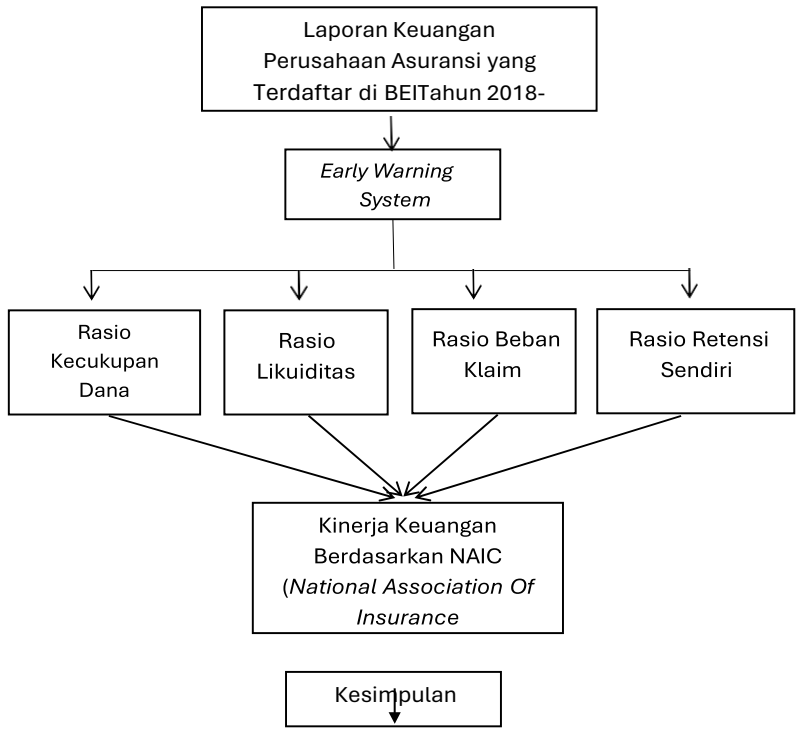 Laporan Keuangan
Perusahaan Asuransi yang
Terdaftar di BEITahun 2018-
Early Warning
System
Rasio
Kecukupan
Dana
Rasio
Likuiditas
Rasio Beban
Klaim
Rasio Retensi
Sendiri
Kinerja Keuangan
Berdasarkan NAIC
(National Association Of
Insurance
Kesimpulan